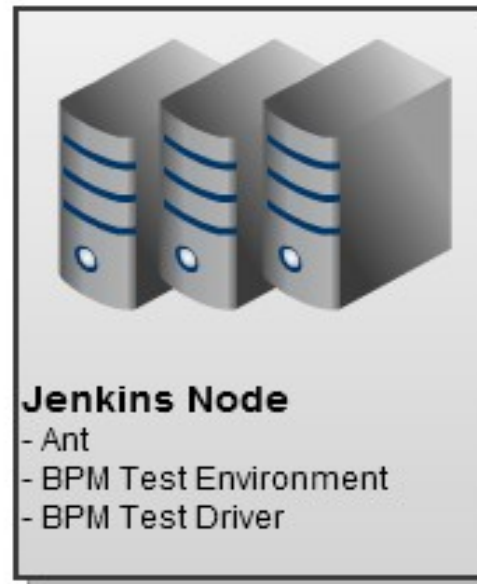 Jenkins Node
- Ant
- BPM Test Environment
- BPM Test Driver